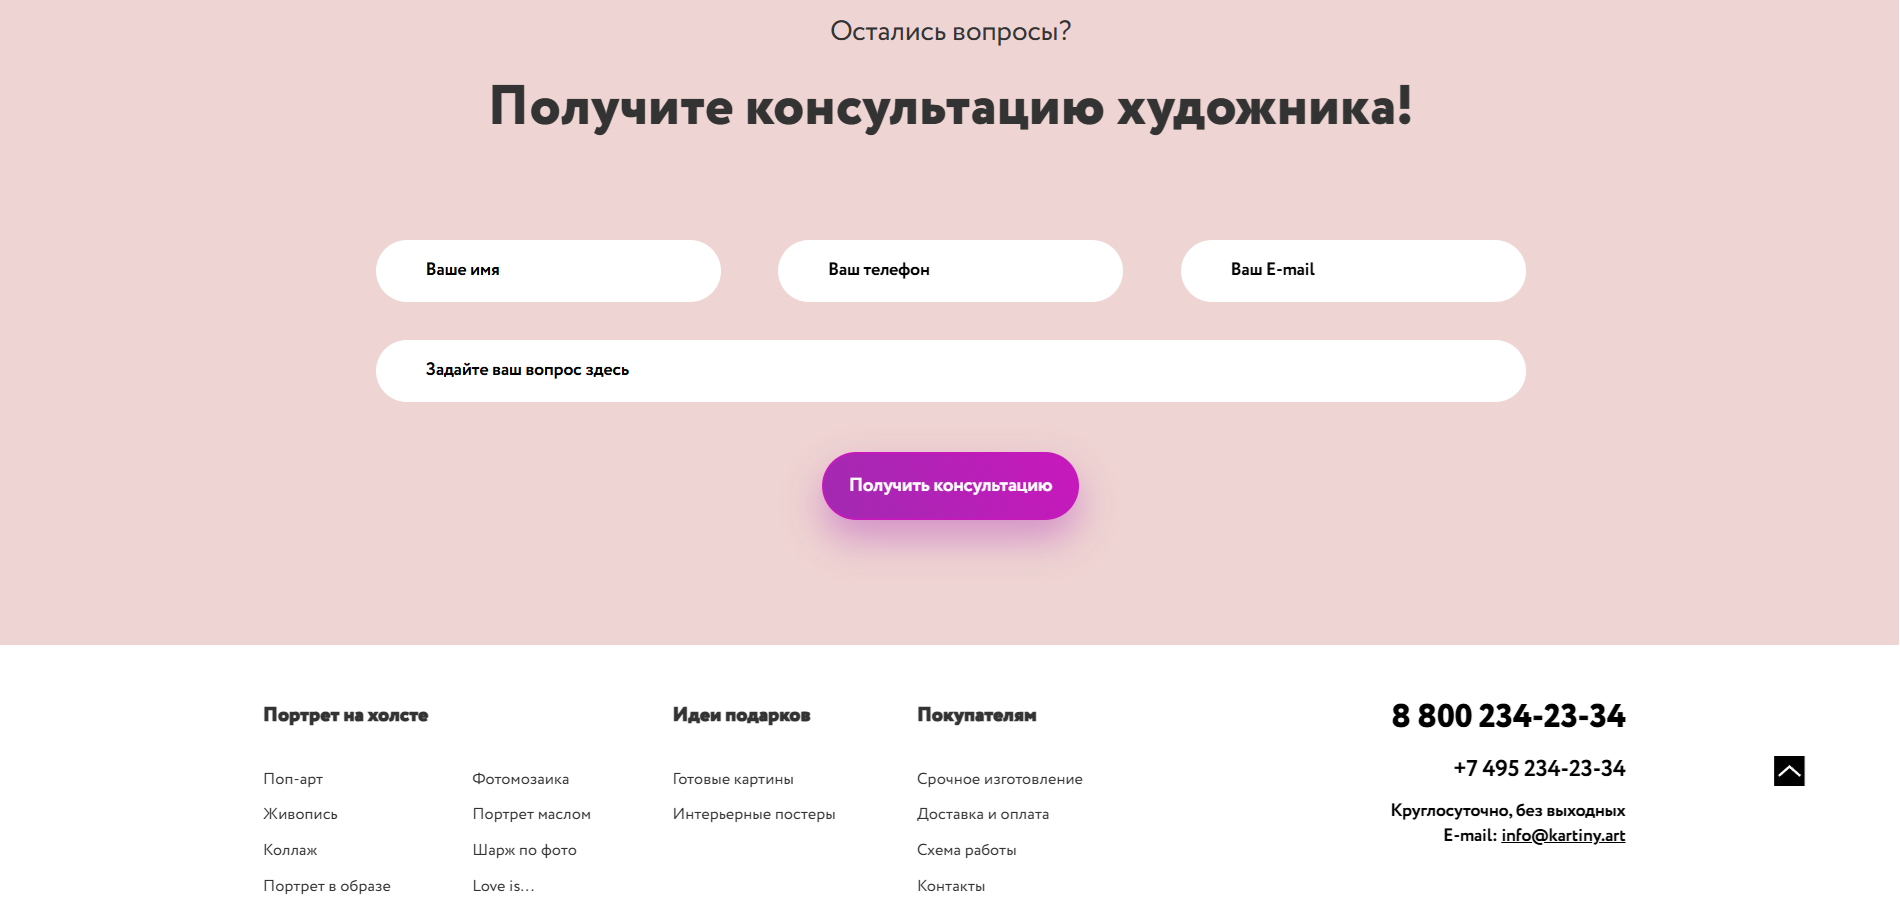 Остались вопросы?
Получите консультацию художника!
Ваше имя
Ваш телефон
Ваш E-mail
Задайте ваш вопрос здесь
Получить консультацию
Портрет на холсте
Поп-арт
Живопись
Коллаж
Портрет в образе
Фотомозаика
Портрет маслом
Шарж по фото
Love is...
Идеи подарков
Готовые картины
Интерьерные постеры
Покупателям
Срочное изготовление
Доставка и оплата
Схема работы
Контакты
8 800 234-23-34
+7 495 234-23-34
Круглосуточно, без выходных
E-mail: info@kartiny.art